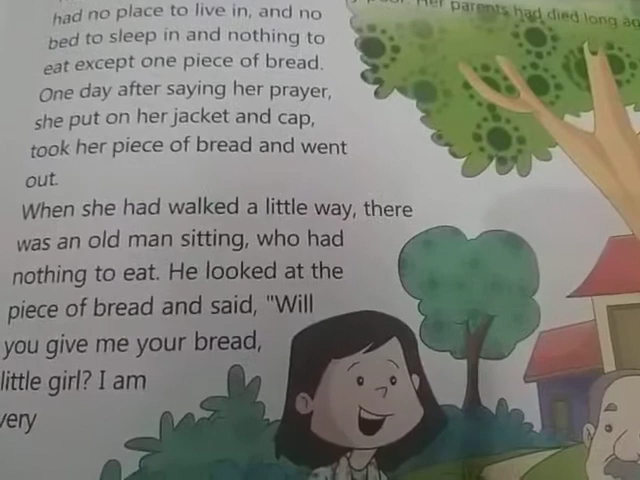 poor. Her parents had died long
had no place to live in, and no
bed to sleep in and nothing to
eat except one piece of bread.
One day after saying her prayer,
she put on her jacket and cap,
took her piece of bread and went
out.
When she had walked a little way, there
was an old man sitting, who had
nothing to eat. He looked at the
piece of bread and said, "Will
you give me your bread,
little girl? I am
very